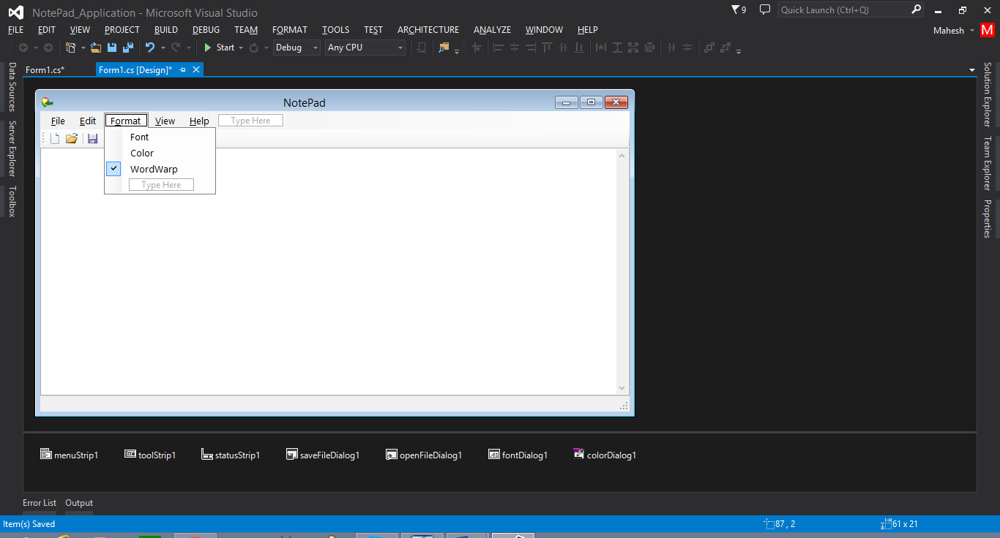 NotePad_Application - Microsoft Visual Studio
9
Quick Launch (Ctrl+Q)
FILE EDIT VIEW PROJECT BUILD DEBUG TEAM FORMAT TOOLS TEST ARCHITECTURE ANALYZE WINDOW HELP
Mahesh M
Start Debug Any CPU
Data Sources
Server Explorer
Toolbox
Form1.cs*
Form1.cs [Design]*
NotePad
File Edit Format View Help Type Here
Font
Color
WordWarp
Type Here
Solution Explorer
Team Explorer
Properties
menuStrip1 toolStrip1 statusStrip1 saveFileDialog1 openFileDialog1 fontDialog1 colorDialog1
Error List Output
Item(s) Saved
87 , 2
61 x 21